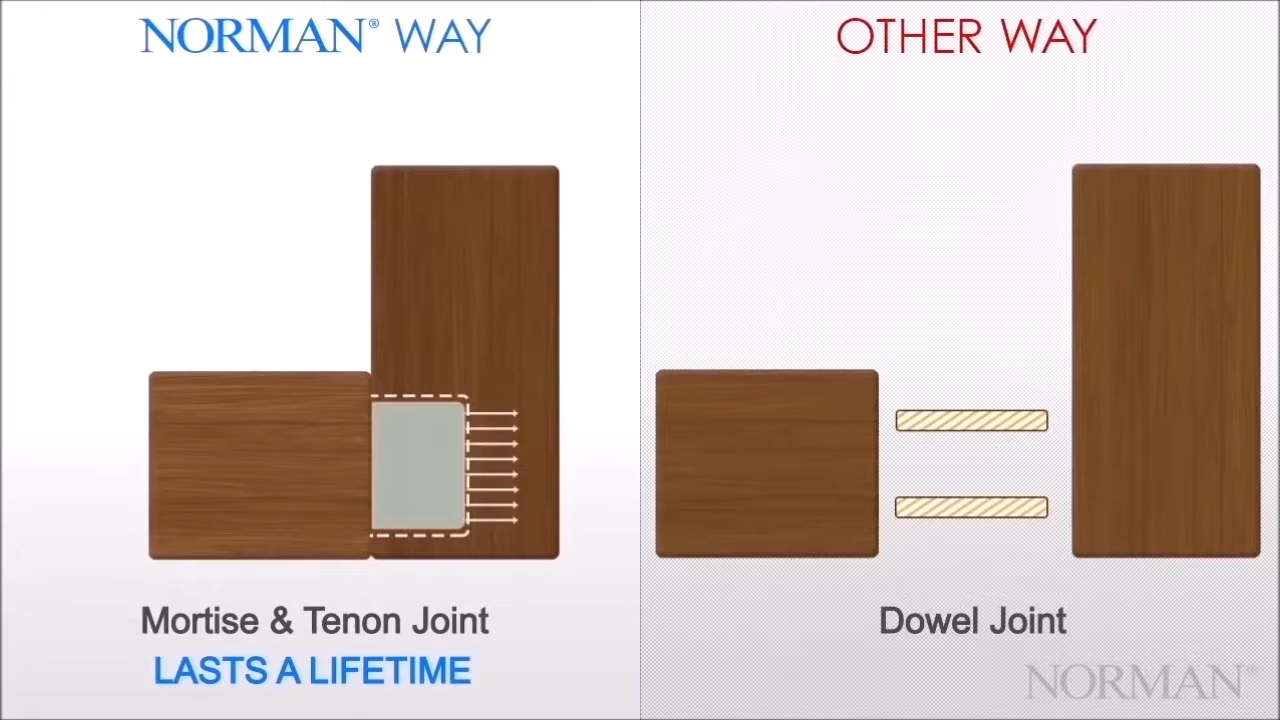 NORMAN® WAY
Mortise & Tenon Joint
LASTS A LIFETIME
OTHER WAY
Dowel Joint
NORMAN®